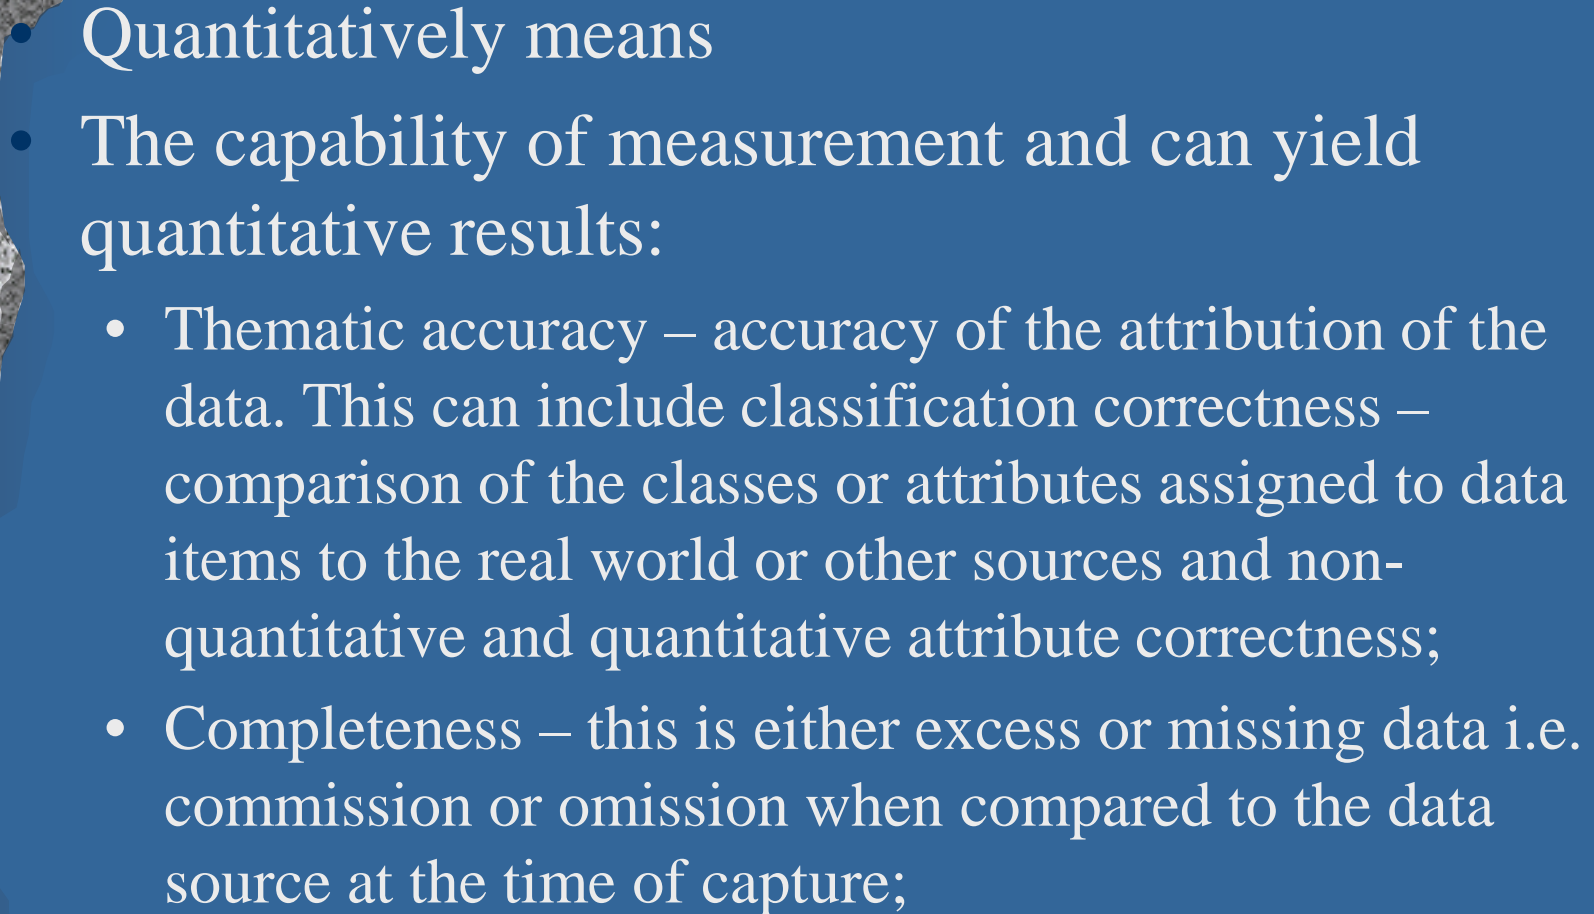 • Quantitatively means
• The capability of measurement and can yield
quantitative results:
• Thematic accuracy – accuracy of the attribution of the
data. This can include classification correctness –
comparison of the classes or attributes assigned to data
items to the real world or other sources and non-
quantitative and quantitative attribute correctness;
• Completeness – this is either excess or missing data i.e.
commission or omission when compared to the data
source at the time of capture;